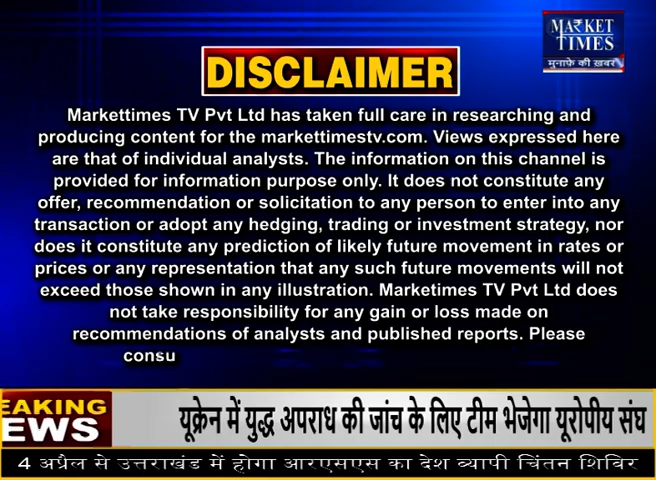 MARKET
TIMES
मुनाफे की ख़बर
DISCLAIMER
Markettimes TV Pvt Ltd has taken full care in researching and
producing content for the markettimestv.com. Views expressed here
are that of individual analysts. The information on this channel is
provided for information purpose only. It does not constitute any
offer, recommendation or solicitation to any person to enter into any
transaction or adopt any hedging, trading or investment strategy, nor
does it constitute any prediction of likely future movement in rates or
prices or any representation that any such future movements will not
exceed those shown in any illustration. Marketimes TV Pvt Ltd does
not take responsibility for any gain or loss made on
recommendations of analysts and published reports. Please
consu
EAKING
EWS
यूक्रेन में युद्ध अपराध की जांच के लिए टीम भेजेगा यूरोपीय संघ
4 अप्रैल से उत्तराखंड में होगा आरएसएस का देश व्यापी चिंतन शिविर